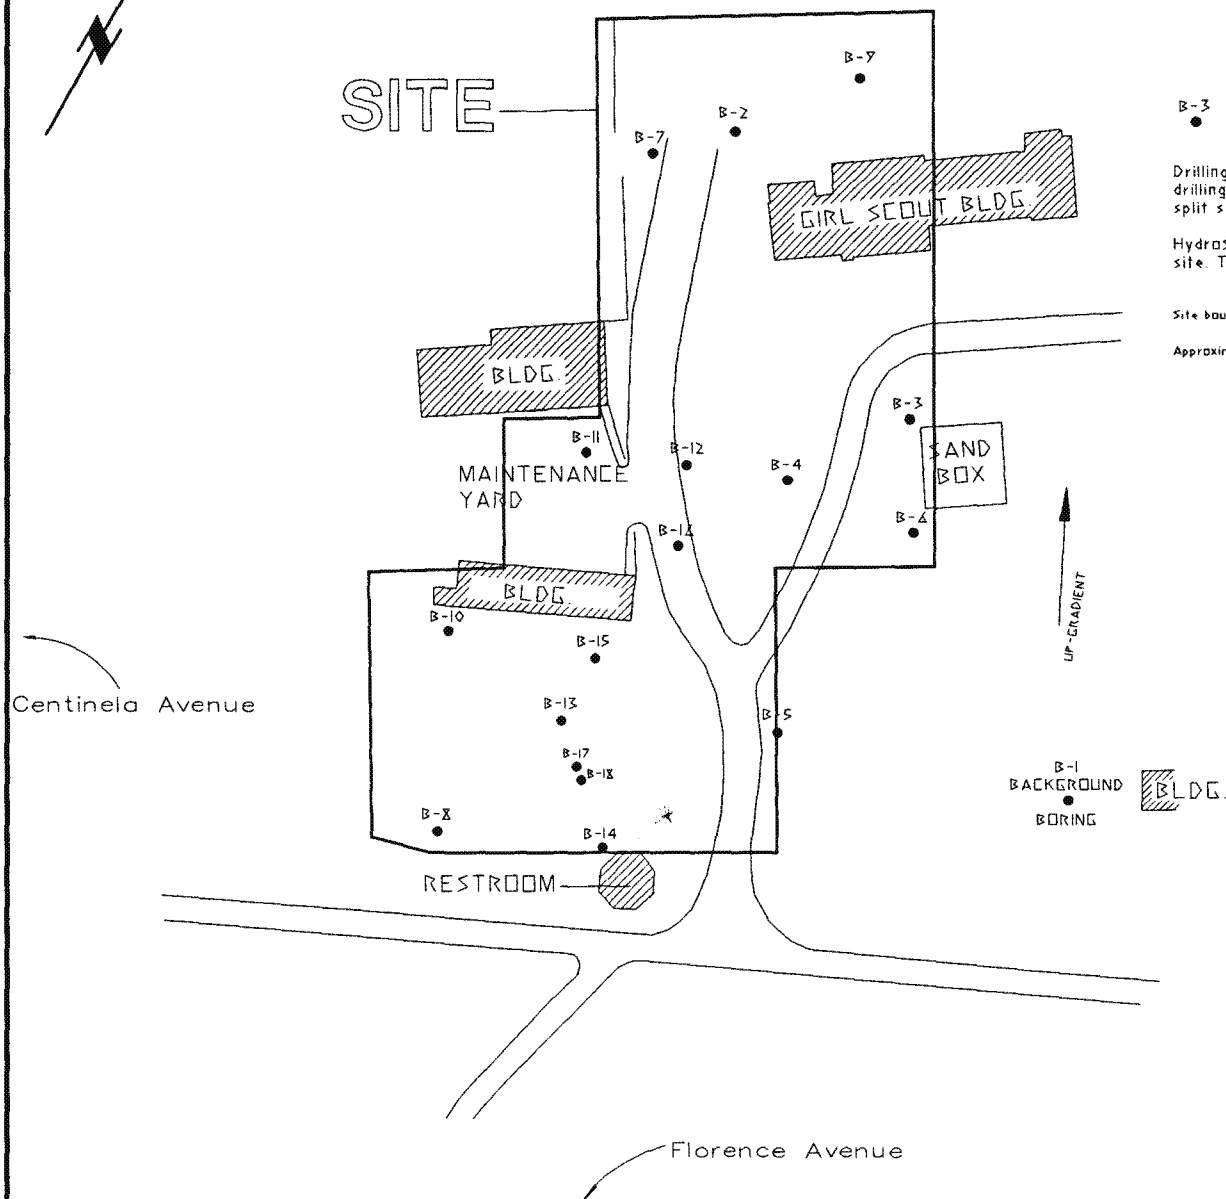 B-9
SITE
B-3
B-2
B-7
Drilling
drilling
split s
GIRL SCOUT BLDG.
Hydro
site. T
Site bou
Approxi
BLDG.
B-3
B-11
B-12
SAND
BOX
B-4
MAINTENANCE
YARD
B-6
BLDG.
UP-GRADIENT
B-10
B-15
Centinela Avenue
B-13
B-5
B-17
B-18
B-1
BACKGROUND
BORING
BLDG.
B-8
B-14
RESTROOM
Florence Avenue